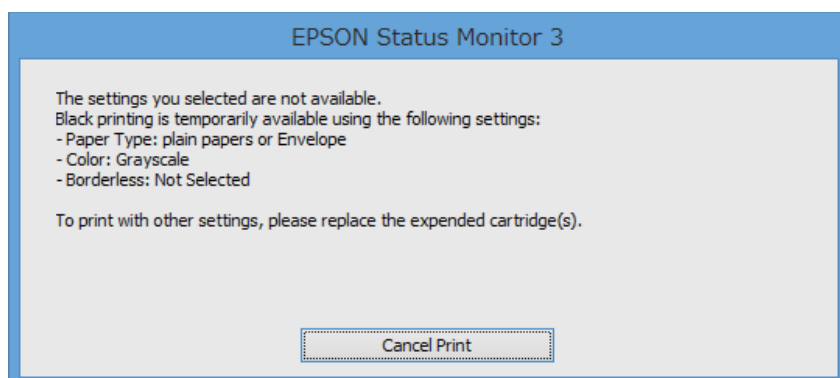 EPSON Status Monitor 3
The settings you selected are not available.
Black printing is temporarily available using the following settings:
- Paper Type: plain papers or Envelope
- Color: Grayscale
- Borderless: Not Selected
To print with other settings, please replace the expended cartridge(s).
Cancel Print